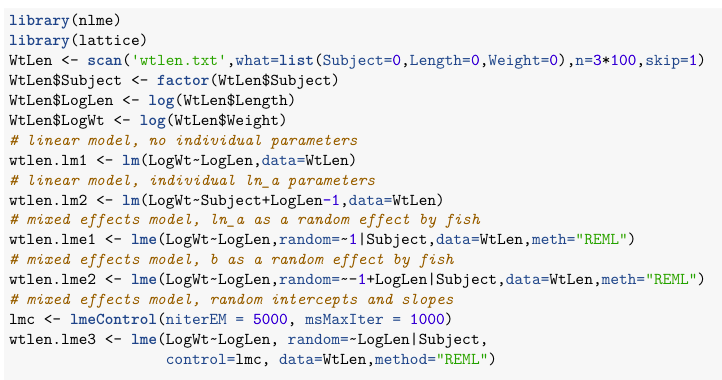 library(nlme)
library(lattice)
WtLen <- scan('wtlen.txt',what=list(Subject=0,Length=0,Weight=0),n=3*100,skip=1)
WtLen$Subject <- factor(WtLen$Subject)
WtLen$LogLen <- log(WtLen$Length)
WtLen$LogWt <- log(WtLen$Weight)
# linear model, no individual parameters
wtlen.lm1 <- lm(LogWt~LogLen,data=WtLen)
# linear model, individual ln_a parameters
wtlen.lm2 <- lm(LogWt~Subject+LogLen-1,data=WtLen)
# mixed effects model, ln_a as a random effect by fish
wtlen.lme1 <- lme(LogWt~LogLen,random=~1|Subject,data=WtLen,meth="REML")
# mixed effects model, b as a random effect by fish
wtlen.lme2 <- lme(LogWt~LogLen,random=~-1+LogLen|Subject,data=WtLen,meth="REML")
# mixed effects model, random intercepts and slopes
lmc <- lmeControl(niterEM = 5000, msMaxIter = 1000)
wtlen.lme3 <- lme(LogWt~LogLen, random=~LogLen|Subject,
                  control=lmc, data=WtLen,method="REML")